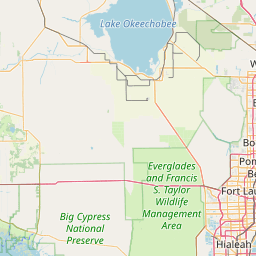 Lake Okeechobee
W
Bo
Pom
Be
Everglades
and Francis
S. Taylor
Wildlife
Management
Area
Fort Lau
Big Cypress
National
Preserve
Hialeah